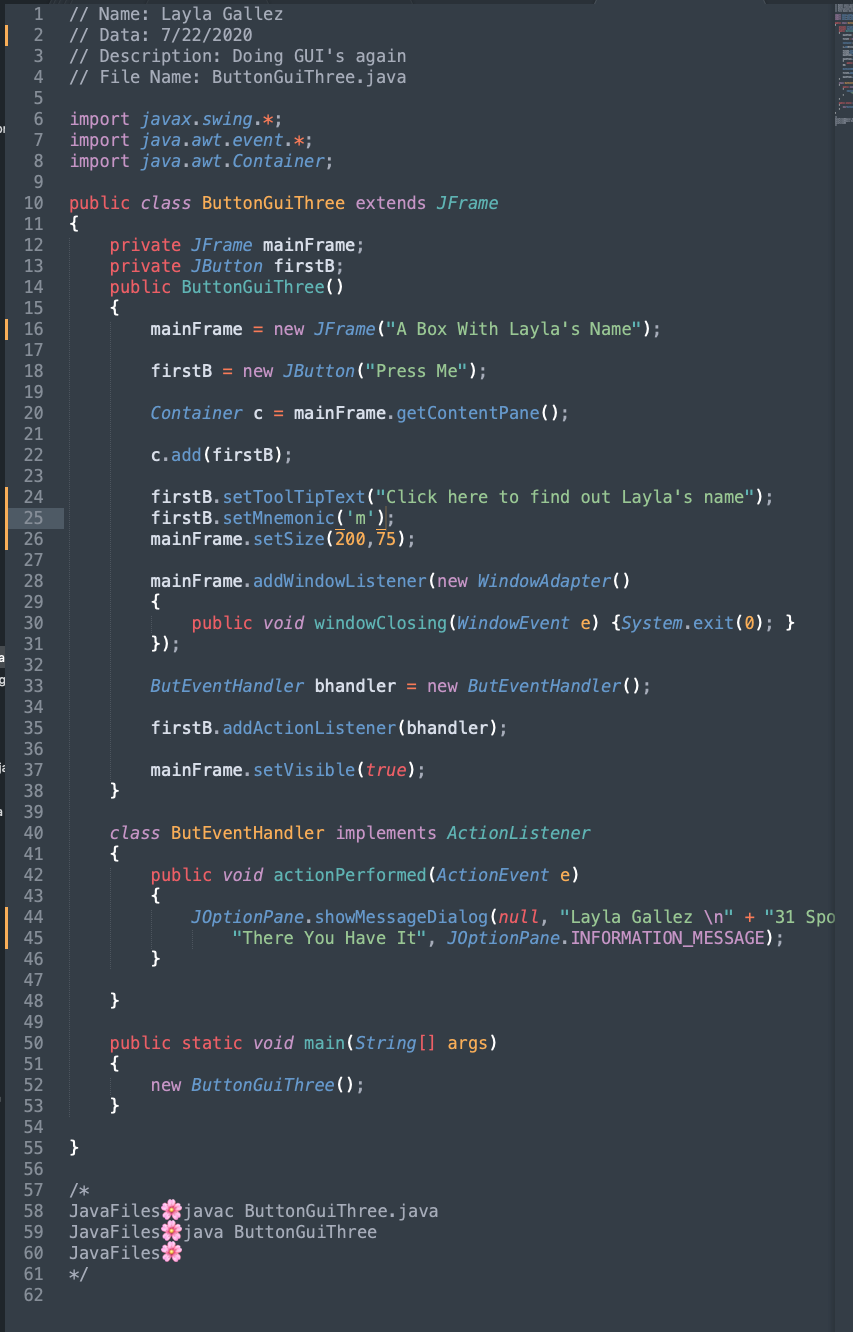 1 // Name: Layla Gallez
2 // Data: 7/22/2020
3 // Description: Doing GUI's again
4 // File Name: ButtonGuiThree.java
5
6 import javax.swing.*;
7 import java.awt.event.*;
8 import java.awt.Container;
9
10 public class ButtonGuiThree extends JFrame
11 {
12     private JFrame mainFrame;
13     private JButton firstB;
14     public ButtonGuiThree()
15     {
16         mainFrame = new JFrame("A Box With Layla's Name");
17
18         firstB = new JButton("Press Me");
19
20         Container c = mainFrame.getContentPane();
21
22         c.add(firstB);
23
24         firstB.setToolTipText("Click here to find out Layla's name");
25         firstB.setMnemonic('m');
26         mainFrame.setSize(200,75);
27
28         mainFrame.addWindowListener(new WindowAdapter()
29         {
30             public void windowClosing(WindowEvent e) {System.exit(0); }
31         });
32
33         ButEventHandler bhandler = new ButEventHandler();
34
35         firstB.addActionListener(bhandler);
36
37         mainFrame.setVisible(true);
38     }
39
40     class ButEventHandler implements ActionListener
41     {
42         public void actionPerformed(ActionEvent e)
43         {
44             JOptionPane.showMessageDialog(null, "Layla Gallez \n" + "31 Spo
45                 "There You Have It", JOptionPane.INFORMATION_MESSAGE);
46         }
47
48     }
49
50     public static void main(String[] args)
51     {
52         new ButtonGuiThree();
53     }
54
55 }
56
57 /*
58 JavaFiles🌸javac ButtonGuiThree.java
59 JavaFiles🌸java ButtonGuiThree
60 JavaFiles🌸
61 */
62